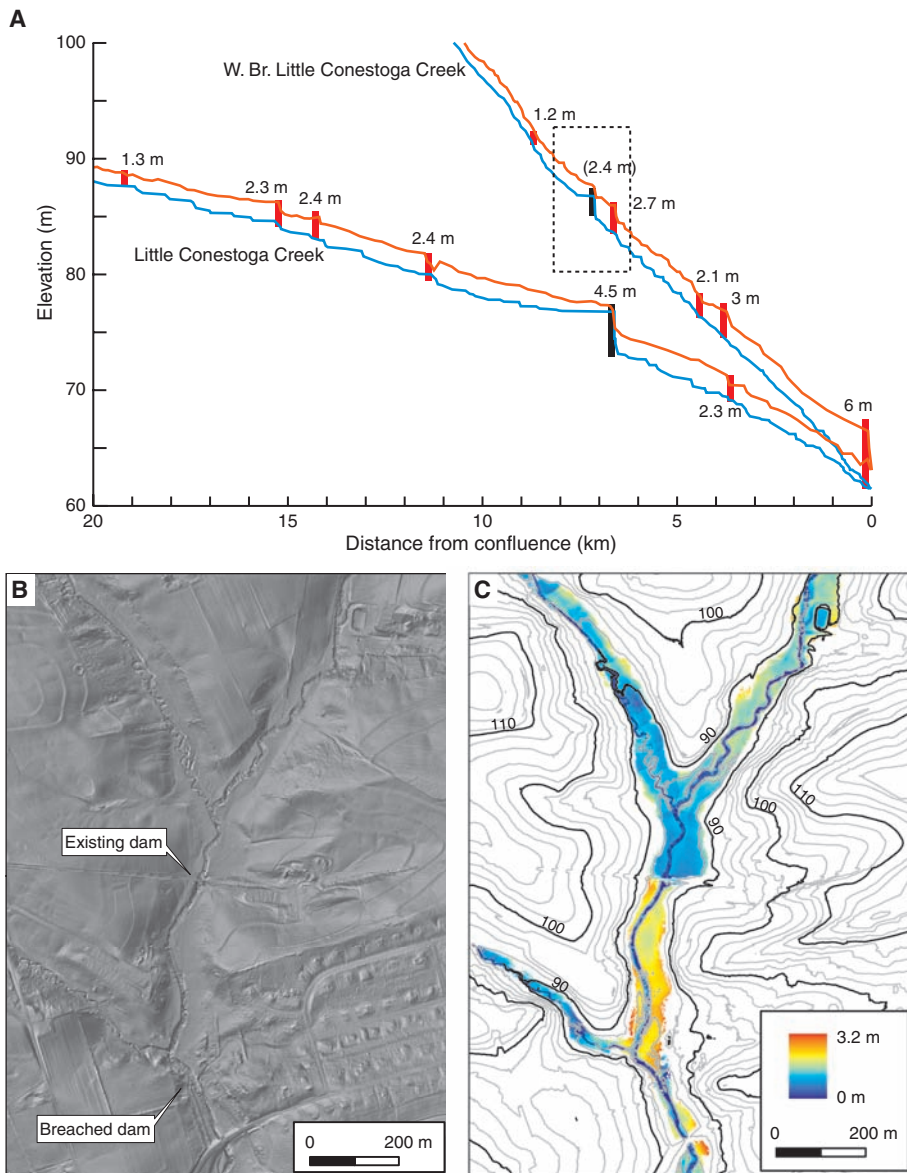 A
100
90
80
70
60
Elevation (m)
W. Br. Little Conestoga Creek
1.2 m
1.3 m
(2.4 m)
2.3 m
2.4 m
2.7 m
Little Conestoga Creek
2.4 m
4.5 m
2.1 m
3 m
2.3 m
6 m
20
15
10
5
0
Distance from confluence (km)
B
Existing dam
Breached dam
0
200 m
C
100
110
90
100
110
90
100
90
3.2 m
0 m
0
200 m